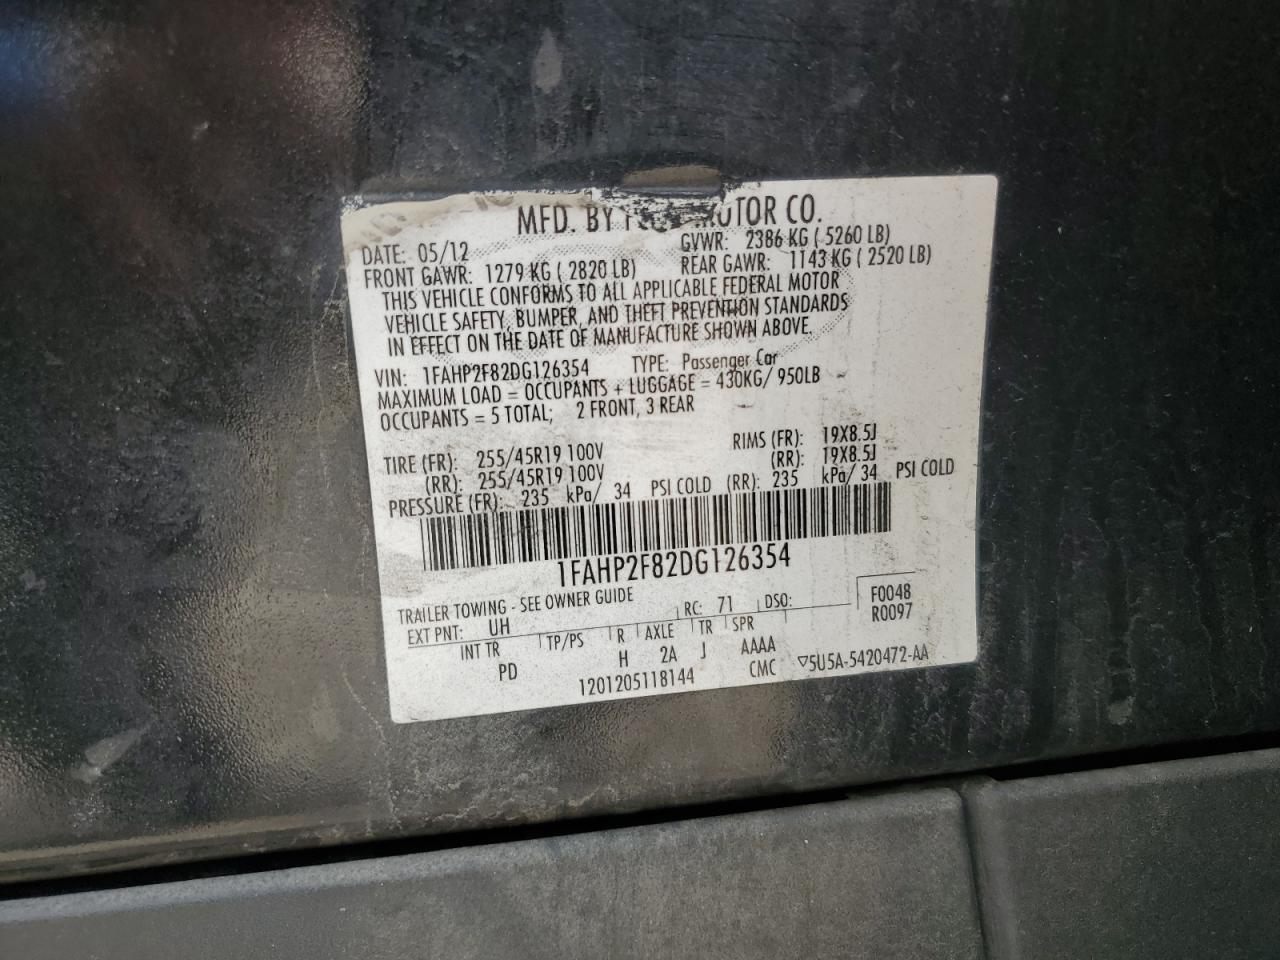 MFD. BY MOTOR CO.
DATE: 05/12 GVWR: 2386 KG ( 5260 LB)
FRONT GAWR: 1279 KG ( 2820 LB) REAR GAWR: 1143 KG ( 2520 LB)
THIS VEHICLE CONFORMS TO ALL APPLICABLE FEDERAL MOTOR
VEHICLE SAFETY, BUMPER, AND THEFT PREVENTION STANDARDS
IN EFFECT ON THE DATE OF MANUFACTURE SHOWN ABOVE.
VIN: 1FAHP2F82DG126354 TYPE: Passenger Car
MAXIMUM LOAD = OCCUPANTS + LUGGAGE = 430KG/ 950LB
OCCUPANTS = 5 TOTAL; 2 FRONT, 3 REAR
TIRE (FR): 255/45R19 100V RIMS (FR): 19X8.5J
(RR): 255/45R19 100V (RR): 19X8.5J
PRESSURE (FR): 235 kPa/ 34 PSI COLD (RR): 235 kPa/ 34 PSI COLD
1FAHP2F82DG126354
TRAILER TOWING - SEE OWNER GUIDE
F0048
EXT PNT: UH RC: 71 DSO: R0097
INT TR TP/PS R AXLE TR SPR
PD H 2A J AAAA
1201205118144 CMC ▽5U5A-5420472-AA